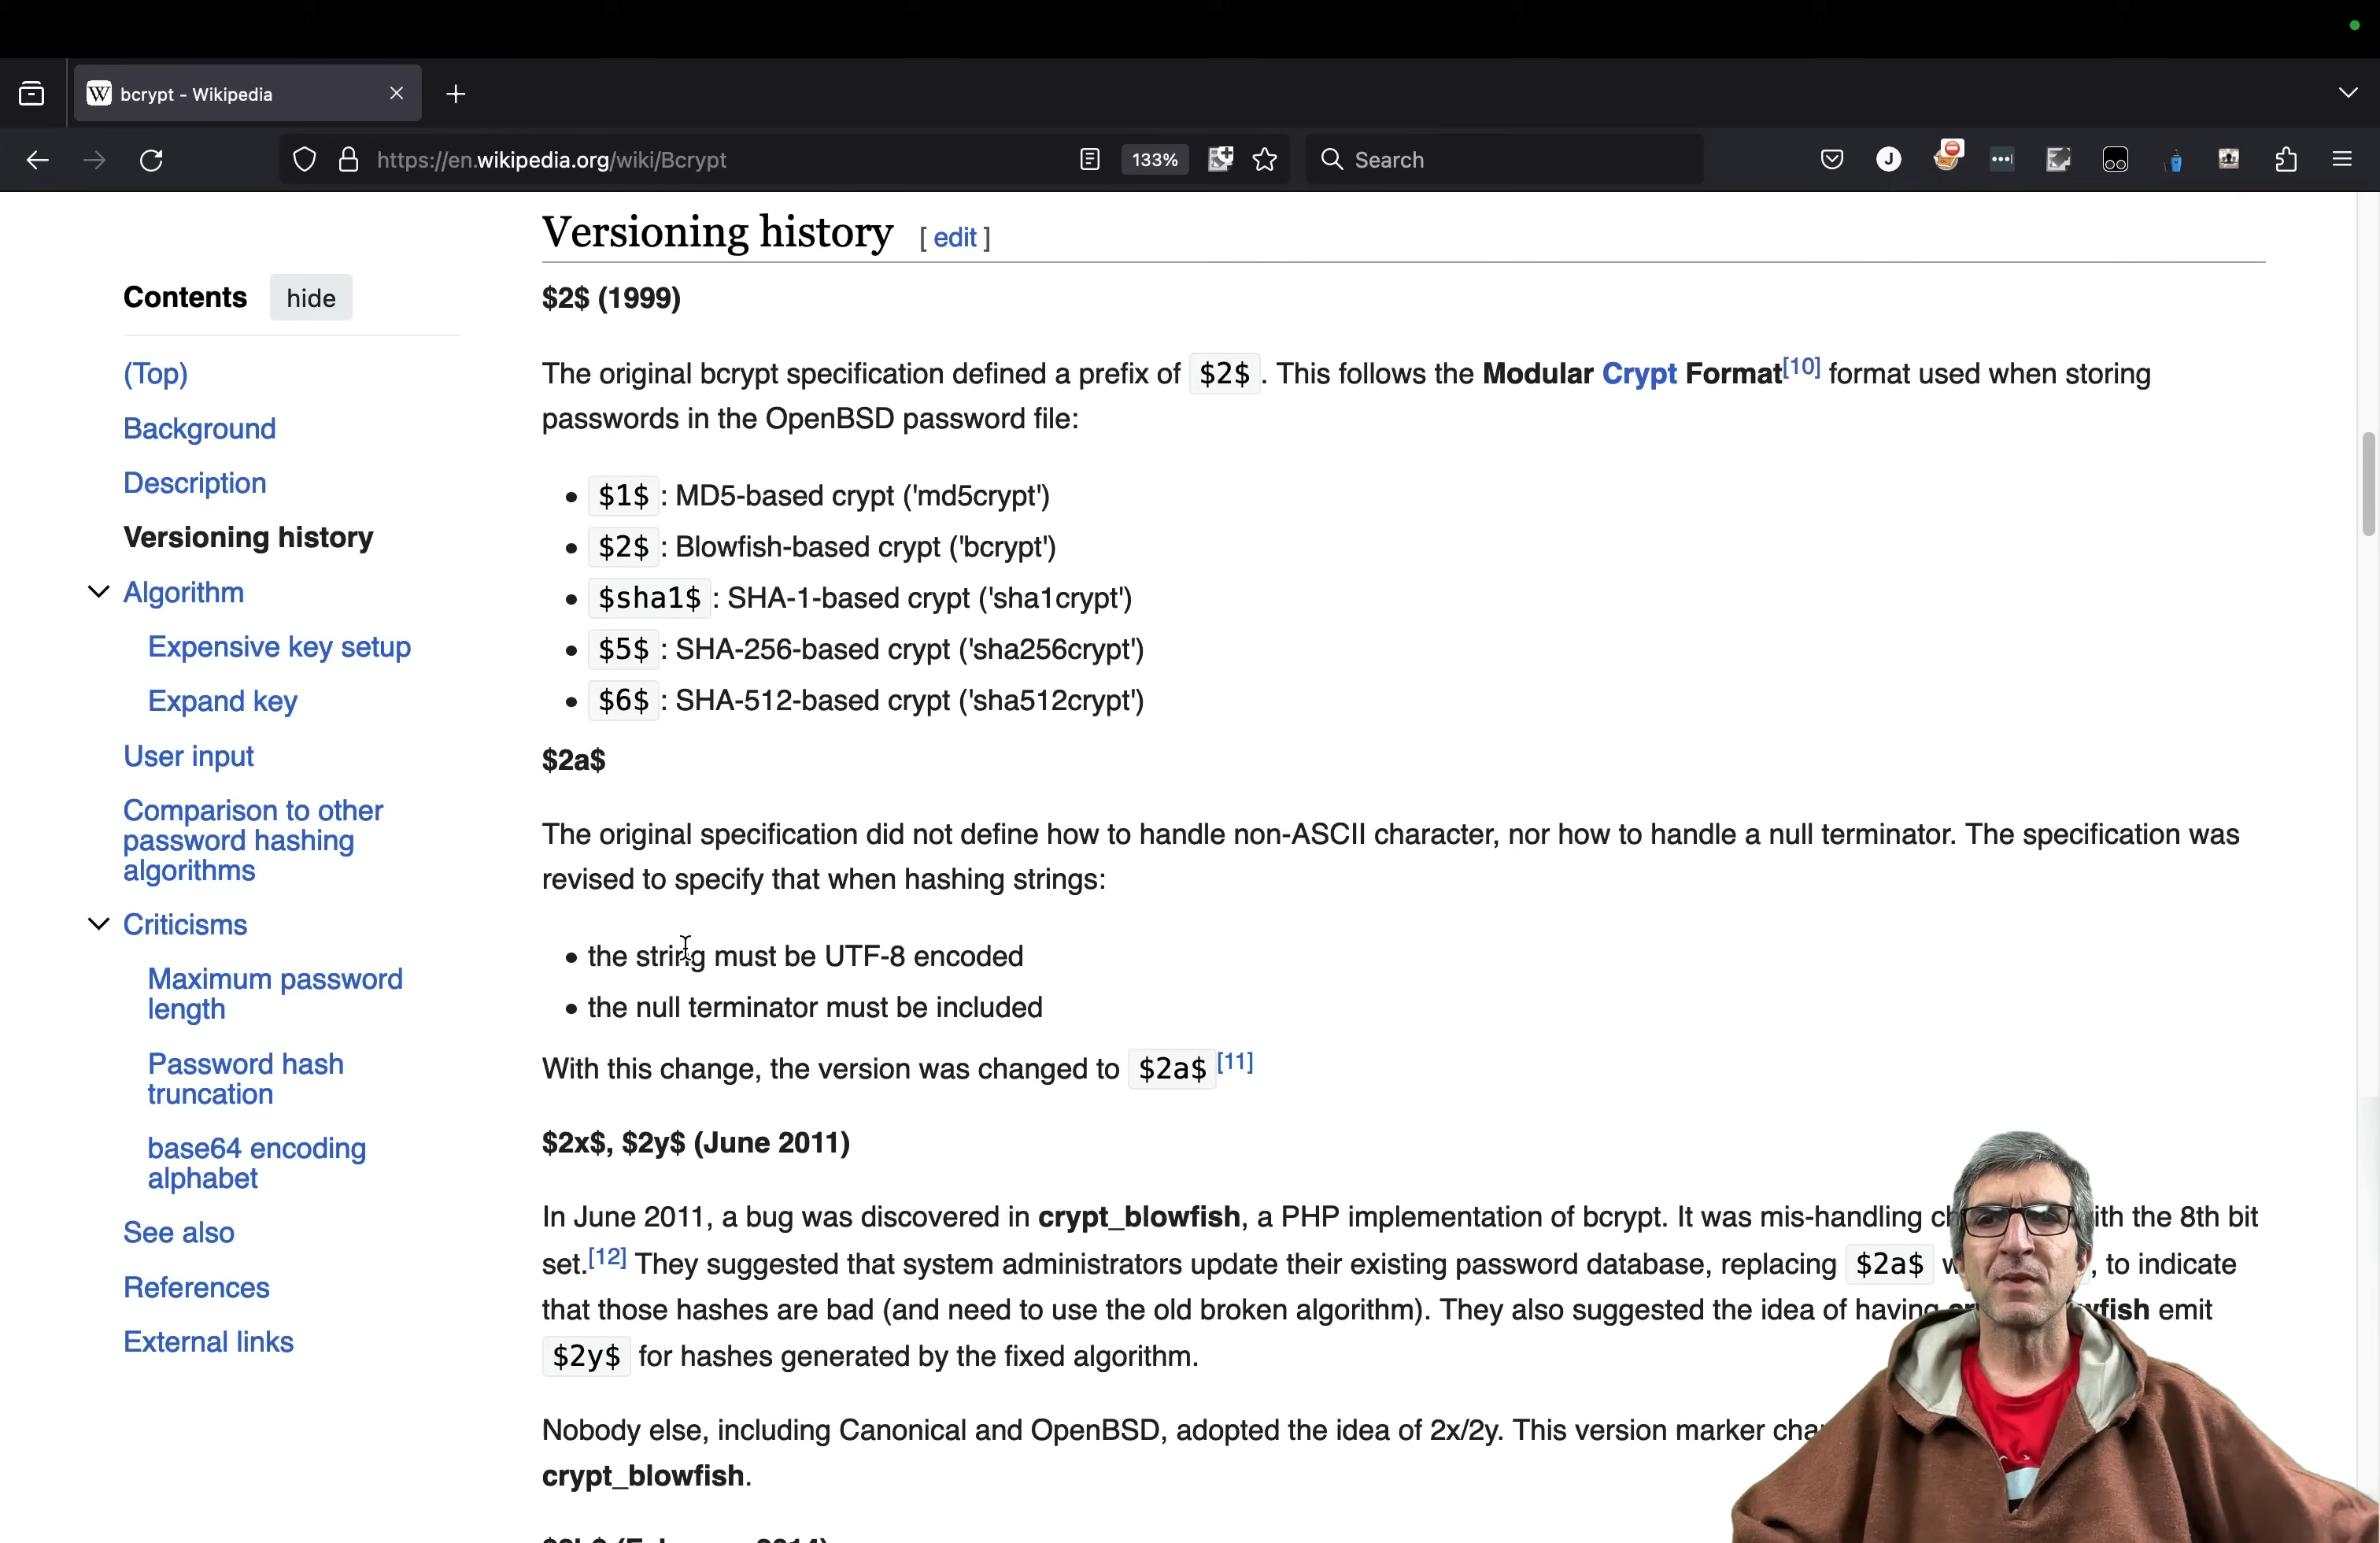 bcrypt - Wikipedia
https://en.wikipedia.org/wiki/Bcrypt
133%
Search
J
Versioning history [ edit ]
Contents hide
(Top)
Background
Description
Versioning history
Algorithm
Expensive key setup
Expand key
User input
Comparison to other
password hashing
algorithms
Criticisms
Maximum password
length
Password hash
truncation
base64 encoding
alphabet
See also
References
External links
$2$ (1999)
The original bcrypt specification defined a prefix of $2$. This follows the Modular Crypt Format[10] format used when storing
passwords in the OpenBSD password file:
• $1$: MD5-based crypt ('md5crypt')
• $2$: Blowfish-based crypt ('bcrypt')
• $sha1$: SHA-1-based crypt ('sha1crypt')
• $5$: SHA-256-based crypt ('sha256crypt')
• $6$: SHA-512-based crypt ('sha512crypt')
$2a$
The original specification did not define how to handle non-ASCII character, nor how to handle a null terminator. The specification was
revised to specify that when hashing strings:
• the string must be UTF-8 encoded
• the null terminator must be included
With this change, the version was changed to $2a$[11]
$2x$, $2y$ (June 2011)
In June 2011, a bug was discovered in crypt_blowfish, a PHP implementation of bcrypt. It was mis-handling the 8th bit
set.[12] They suggested that system administrators update their existing password database, replacing $2a$ , to indicate
that those hashes are bad (and need to use the old broken algorithm). They also suggested the idea of having emit
$2y$ for hashes generated by the fixed algorithm.
Nobody else, including Canonical and OpenBSD, adopted the idea of 2x/2y. This version marker
crypt_blowfish.